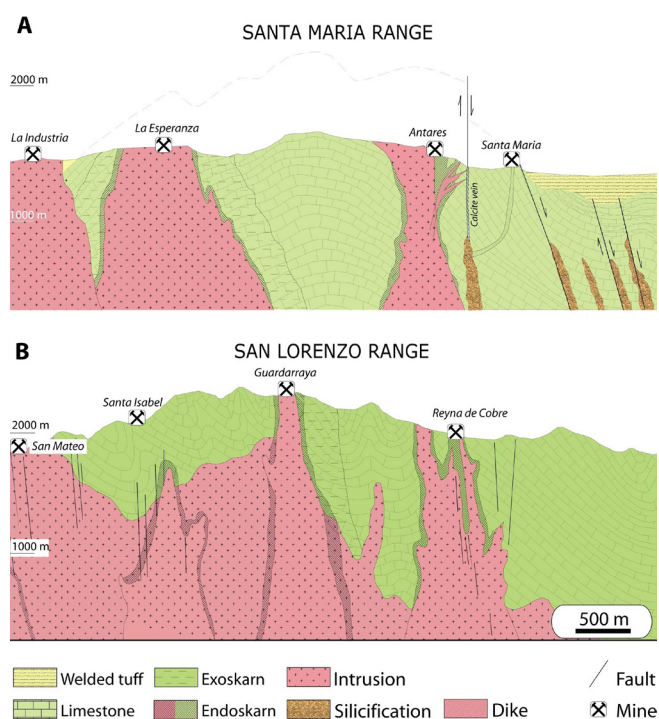 A
SANTA MARIA RANGE
2000 m
La Industria
La Esperanza
Antares
Santa Maria
1000 m
Calcite vein
B
SAN LORENZO RANGE
Guardarraya
Santa Isabel
Reyna de Cobre
2000 m
San Mateo
1000 m
500 m
Welded tuff
Exoskarn
Intrusion
Fault
Limestone
Endoskarn
Silicification
Dike
Mine